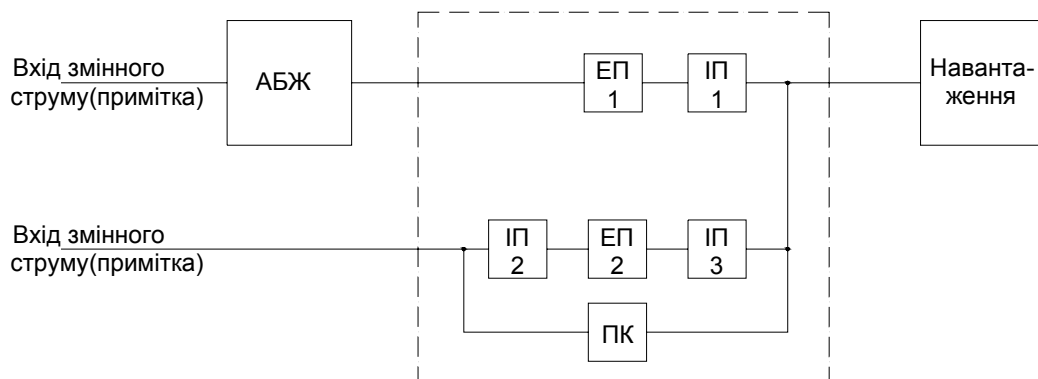 Вхід змінного
струму(примітка)
АБЖ
ЕП
1
ІП
1
Наванта-
ження
Вхід змінного
струму(примітка)
ІП
2
ЕП
2
ІП
3
ПК